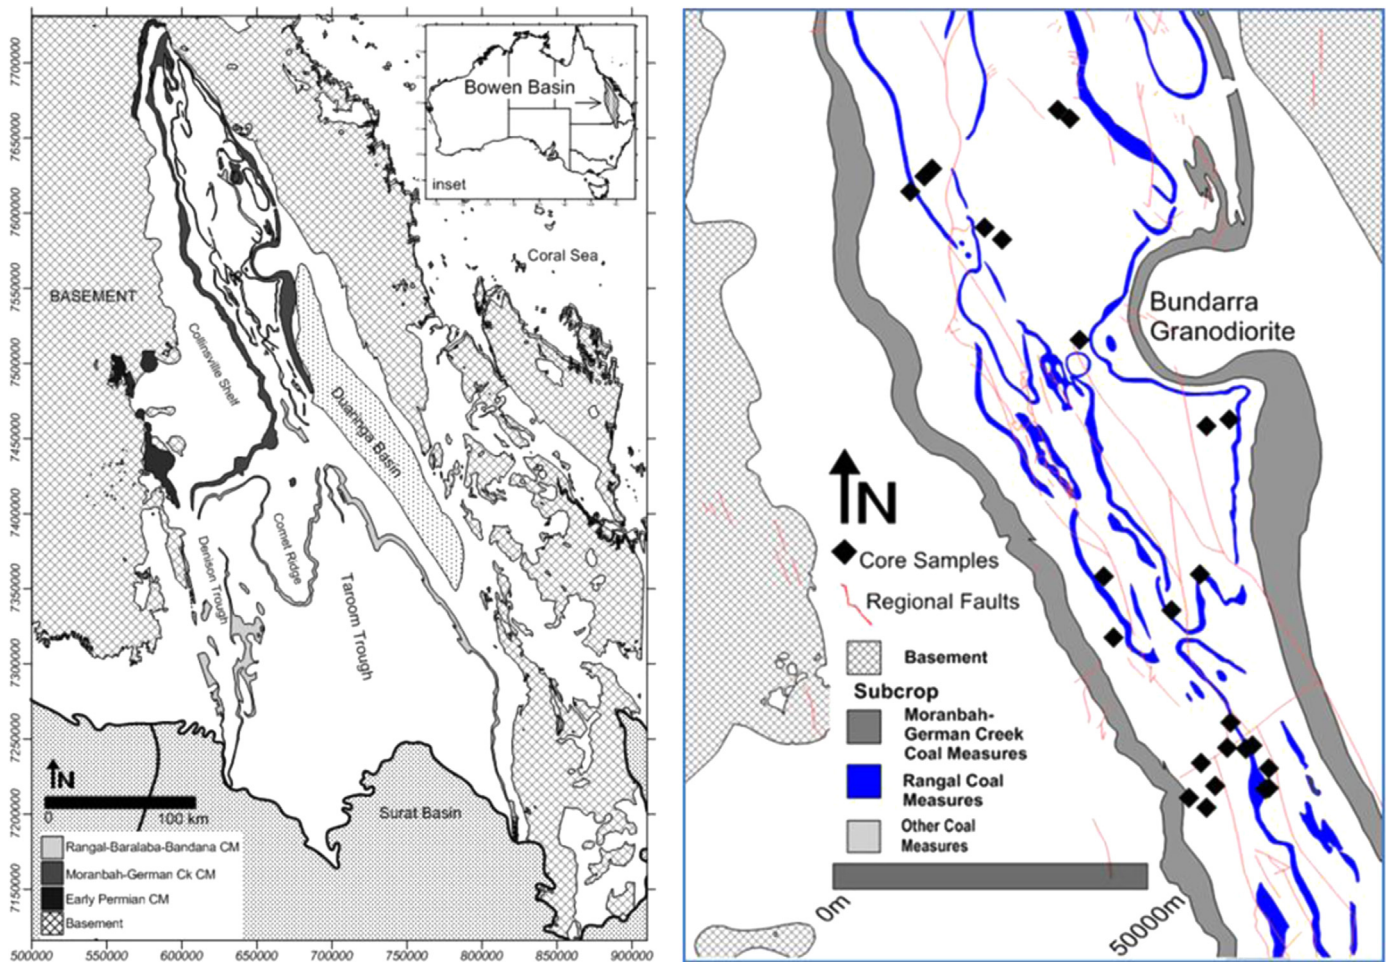 7700000
7650000
7600000
7550000
7500000
7450000
7400000
7350000
7300000
7250000
7200000
7150000
500000
550000
600000
650000
700000
750000
800000
850000
900000
Bowen Basin
inset
Coral Sea
BASEMENT
Collinsville Shelf
Duaringa Basin
Comet Ridge
Denison Trough
Taroom Trough
Surat Basin
N
0
100 km
Rangal-Baralaba-Bandana CM
Moranbah-German Ck CM
Early Permian CM
Basement
Bundarra
Granodiorite
N
Core Samples
Regional Faults
Basement
Subcrop
Moranbah-
German Creek
Coal Measures
Rangal Coal
Measures
Other Coal
Measures
0m
50000m